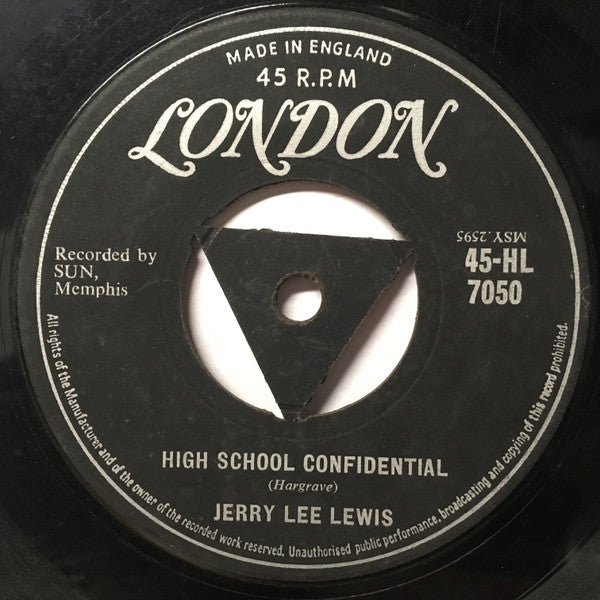 MADE IN ENGLAND
45 R.P.M
LONDON
Recorded by
SUN,
Memphis
MSY.2595
45-HL
7050
HIGH SCHOOL CONFIDENTIAL
(Hargrave)
JERRY LEE LEWIS
All rights of the Manufacturer and of the owner of the recorded work reserved. Unauthorised public performance, broadcasting and copying of this record prohibited.